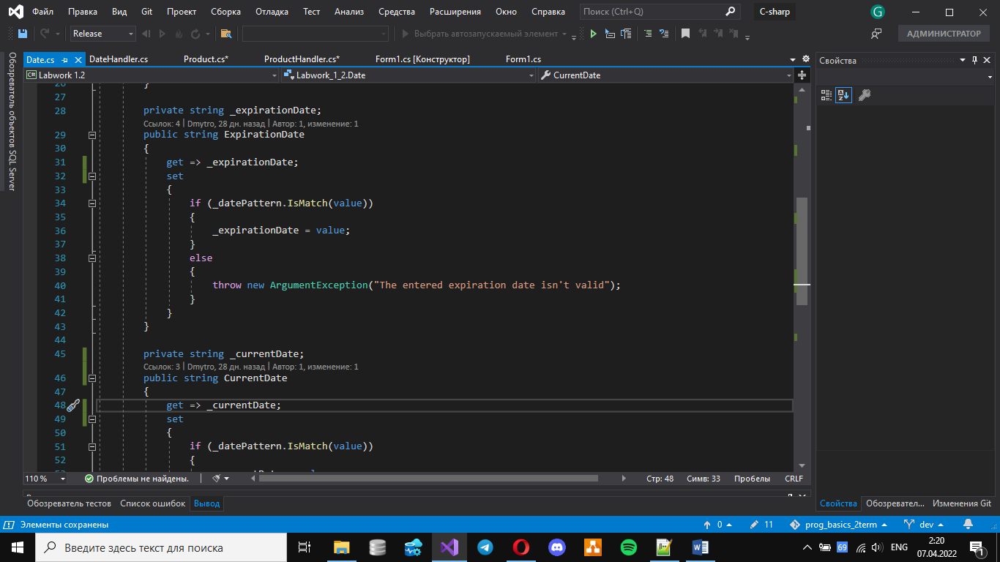 Файл Правка Вид Git Проект Сборка Отладка Тест Анализ Средства Расширения Окно Справка Поиск (Ctrl+Q) C-sharp G
Release Выбрать автозапускаемый элемент АДМИНИСТРАТОР
Обозреватель объектов SQL Server
Date.cs DateHandler.cs Product.cs* ProductHandler.cs* Form1.cs [Конструктор] Form1.cs
Свойства
C# Labwork 1.2 Labwork_1_2.Date CurrentDate
26 }
27
28 private string _expirationDate;
Ссылок: 4 | Dmytro, 28 дн. назад | Автор: 1, изменение: 1
29 public string ExpirationDate
30 {
31 get => _expirationDate;
32 set
33 {
34 if (_datePattern.IsMatch(value))
35 {
36 _expirationDate = value;
37 }
38 else
39 {
40 throw new ArgumentException("The entered expiration date isn't valid");
41 }
42 }
43 }
44
45 private string _currentDate;
Ссылок: 3 | Dmytro, 28 дн. назад | Автор: 1, изменение: 1
46 public string CurrentDate
47 {
48 get => _currentDate;
49 set
50 {
51 if (_datePattern.IsMatch(value))
52 {
110 % Проблемы не найдены. Стр: 48 Симв: 33 Пробелы CRLF
Обозреватель тестов Список ошибок Вывод
Свойства Обозревател... Изменения Git
Элементы сохранены 0 11 prog_basics_2term dev
Введите здесь текст для поиска
69 ENG 2:20
07.04.2022
1